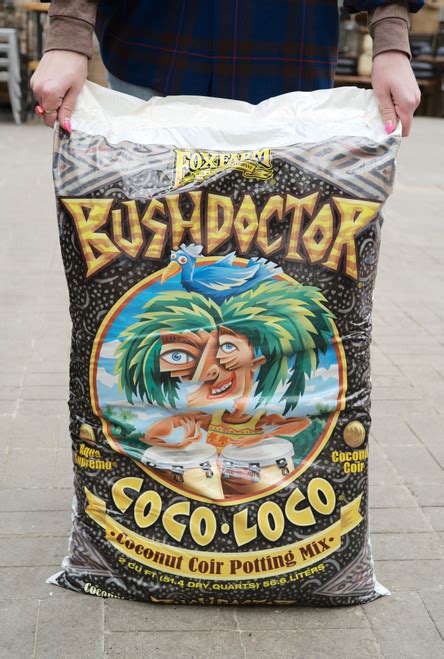 FOXFARM
BUSHDOCTOR
Aqua Supremo®
Coconut Coir
COCO·LOCO®
·Coconut Coir Potting Mix·
2 CU FT (51.4 DRY QUARTS) 56.6 LITERS
COCONUT